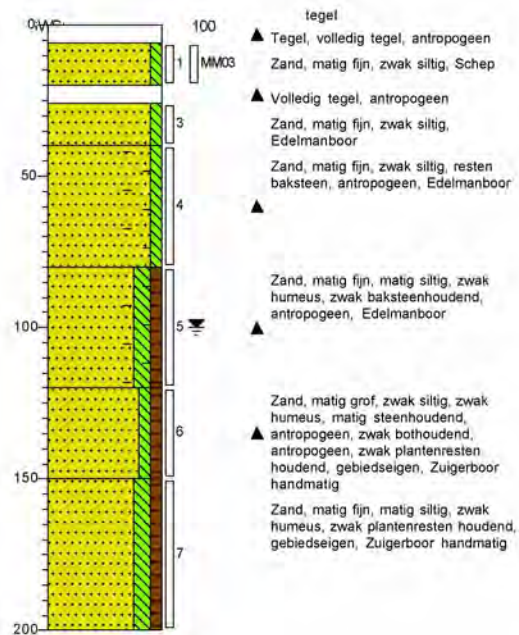 tegel
0
100
Tegel, volledig tegel, antropogeen
1
MM03
Zand, matig fijn, zwak siltig, Schep
Volledig tegel, antropogeen
3
Zand, matig fijn, zwak siltig,
Edelmanboor
50
4
Zand, matig fijn, zwak siltig, resten
baksteen, antropogeen, Edelmanboor
100
5
Zand, matig fijn, matig siltig, zwak
humeus, zwak baksteenhoudend,
antropogeen, Edelmanboor
6
Zand, matig grof, zwak siltig, zwak
humeus, matig steenhoudend,
antropogeen, zwak bothoudend,
antropogeen, zwak plantenresten
houdend, gebiedseigen, Zuigerboor
handmatig
150
7
Zand, matig fijn, matig siltig, zwak
humeus, zwak plantenresten houdend,
gebiedseigen, Zuigerboor handmatig
200